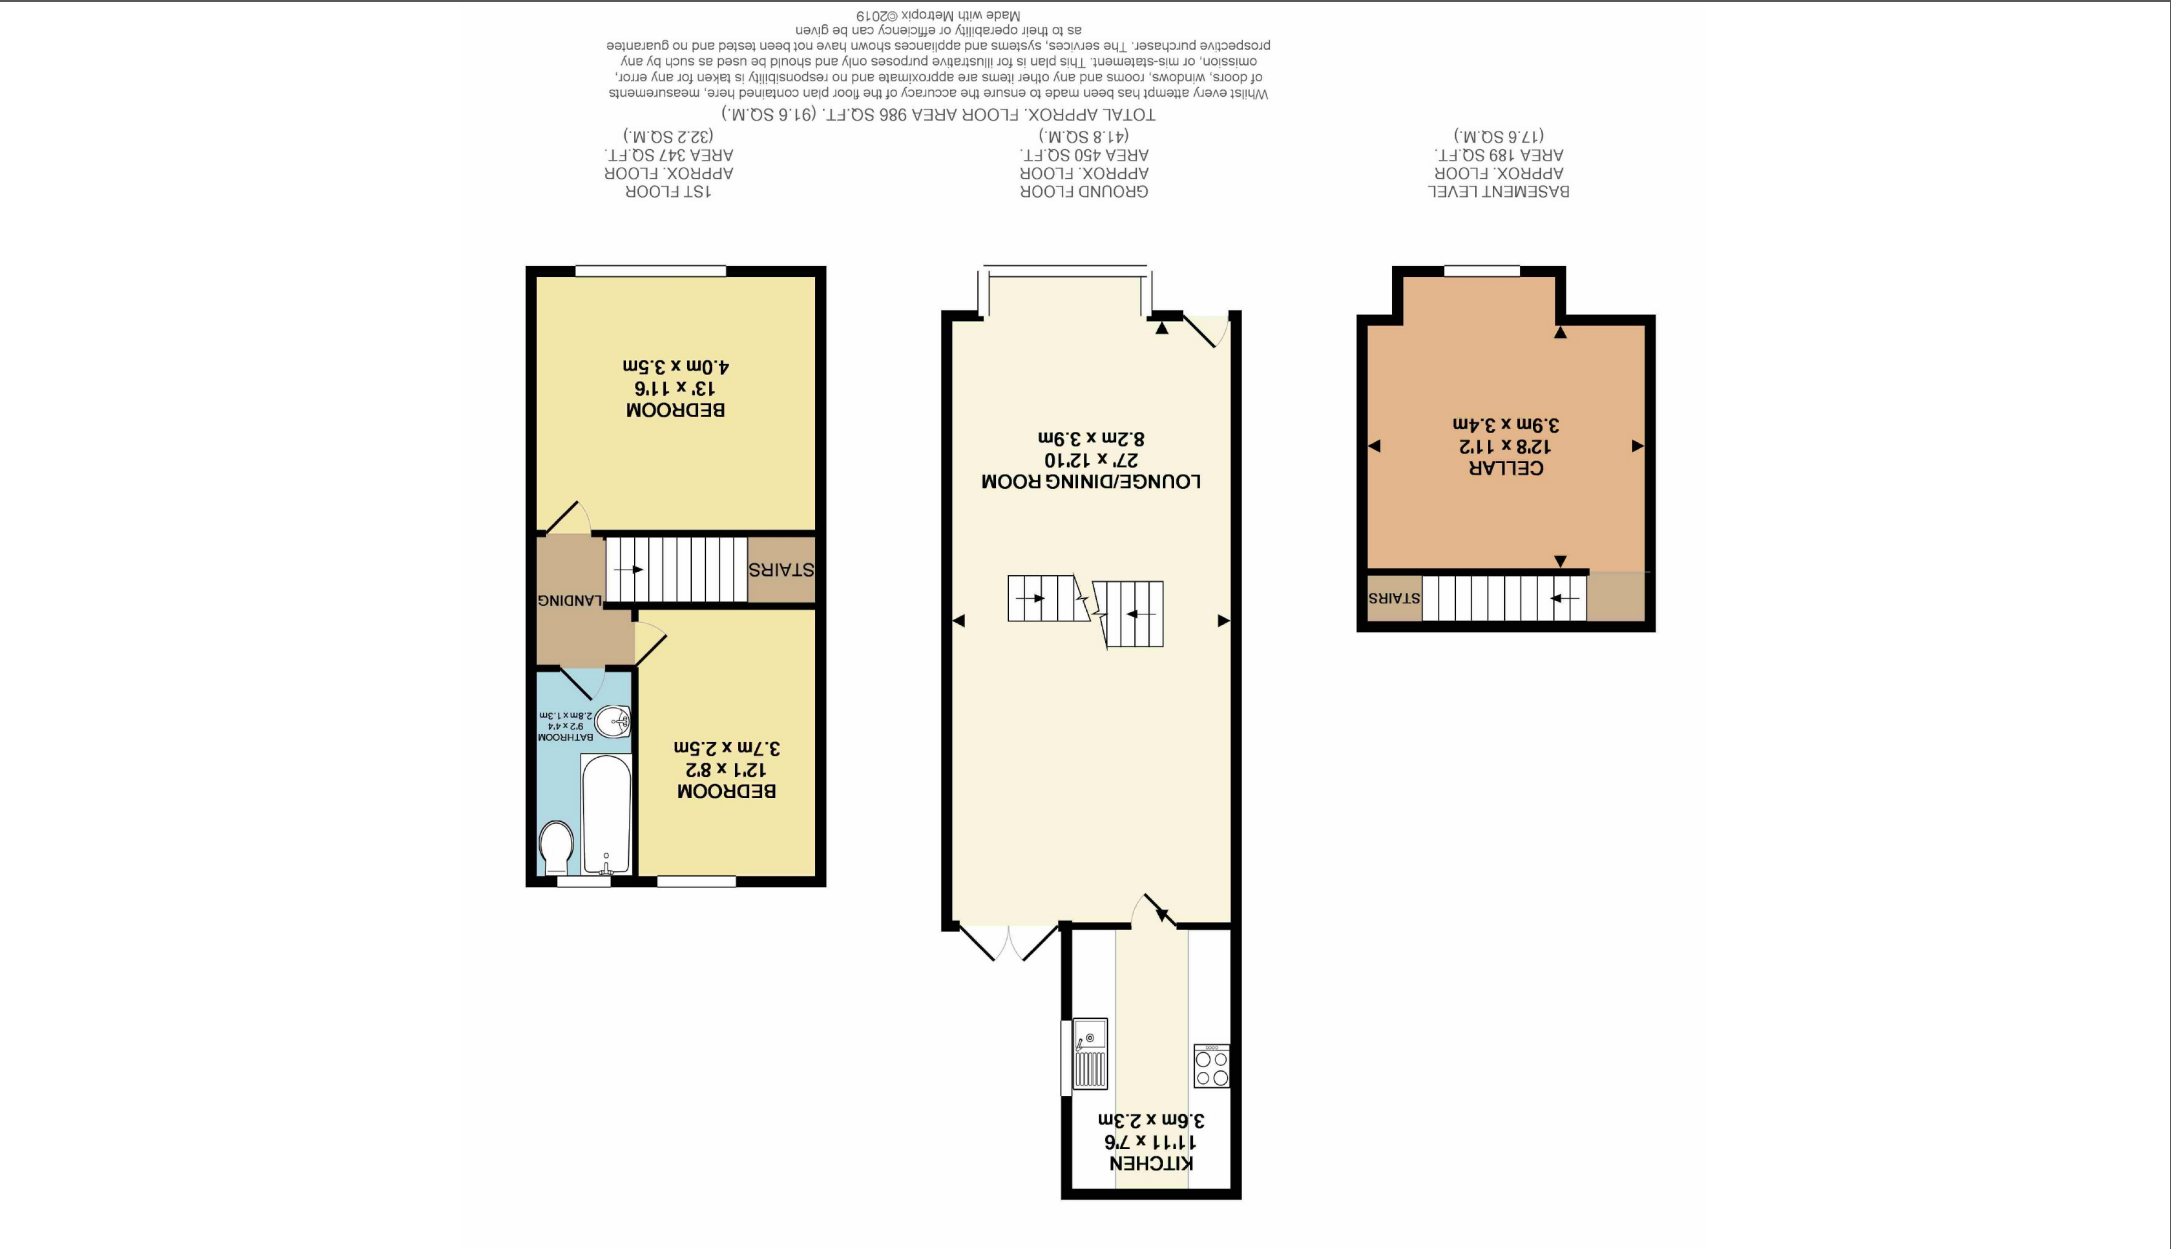 KITCHEN
11'11 x 7'6
3.6m x 2.3m
BEDROOM
12'1 x 8'2
3.7m x 2.5m
BATHROOM
9'2 x 4'4
2.8m x 1.3m
LANDING
STAIRS
STAIRS
LOUNGE/DINING ROOM
27' x 12'10
8.2m x 3.9m
CELLAR
12'8 x 11'2
3.9m x 3.4m
BEDROOM
13' x 11'6
4.0m x 3.5m
BASEMENT LEVEL
APPROX. FLOOR
AREA 189 SQ.FT.
(17.6 SQ.M.)
GROUND FLOOR
APPROX. FLOOR
AREA 450 SQ.FT.
(41.8 SQ.M.)
1ST FLOOR
APPROX. FLOOR
AREA 347 SQ.FT.
(32.2 SQ.M.)
TOTAL APPROX. FLOOR AREA 986 SQ.FT. (91.6 SQ.M.)
Whilst every attempt has been made to ensure the accuracy of the floor plan contained here, measurements
of doors, windows, rooms and any other items are approximate and no responsibility is taken for any error,
omission, or mis-statement. This plan is for illustrative purposes only and should be used as such by any
prospective purchaser. The services, systems and appliances shown have not been tested and no guarantee
as to their operability or efficiency can be given
Made with Metropix ©2019